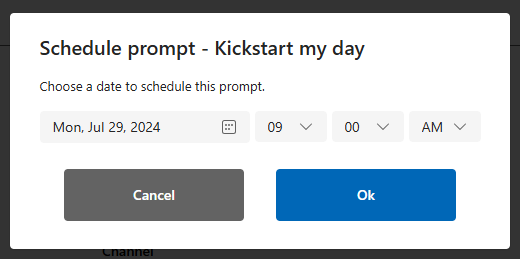 Schedule prompt - Kickstart my day
Choose a date to schedule this prompt.
Mon, Jul 29, 2024 09 00 AM
Cancel Ok
Channel